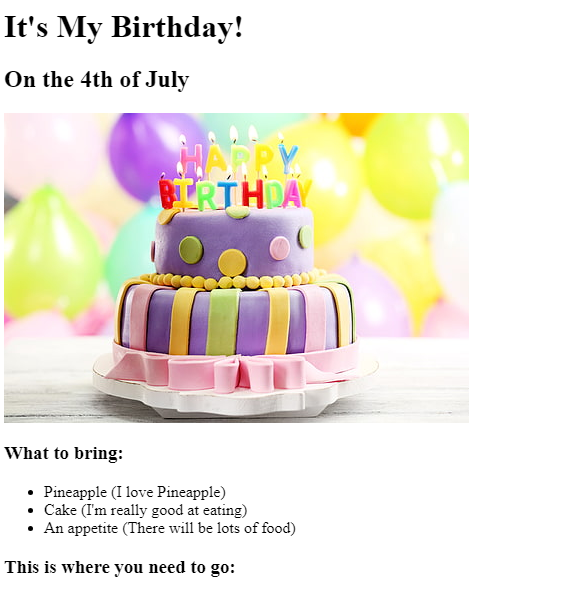 It's My Birthday!
On the 4th of July
HAPPY
BIRTHDAY
What to bring:
Pineapple (I love Pineapple)
Cake (I'm really good at eating)
An appetite (There will be lots of food)
This is where you need to go: